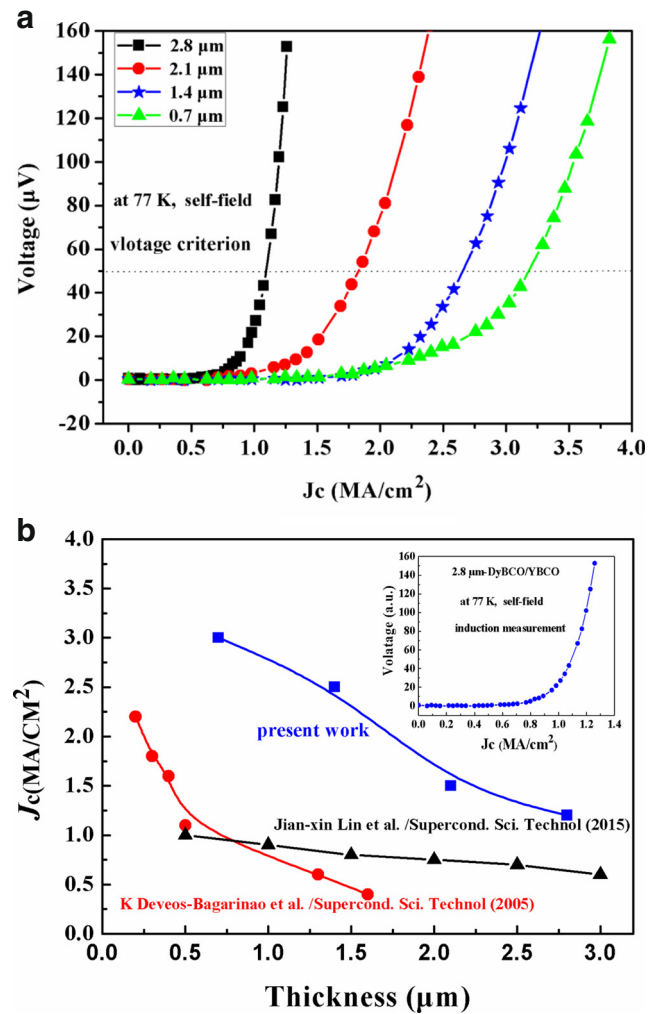 a
160
140
120
100
80
60
40
20
0
-20
Voltage (µV)
2.8 µm
2.1 µm
1.4 µm
0.7 µm
at 77 K, self-field
vlotage criterion
0.0 0.5 1.0 1.5 2.0 2.5 3.0 3.5 4.0
Jc (MA/cm²)
b
4.0
3.5
3.0
2.5
2.0
1.5
1.0
0.5
0.0
Jc(MA/CM²)
160
140
120
100
80
60
40
20
0
Volatage (a.u.)
2.8 µm-DyBCO/YBCO
at 77 K, self-field
induction measurement
0.0 0.2 0.4 0.6 0.8 1.0 1.2 1.4
Jc (MA/cm²)
present work
Jian-xin Lin et al. /Supercond. Sci. Technol (2015)
K Deveos-Bagarinao et al. /Supercond. Sci. Technol (2005)
0.0 0.5 1.0 1.5 2.0 2.5 3.0
Thickness (µm)